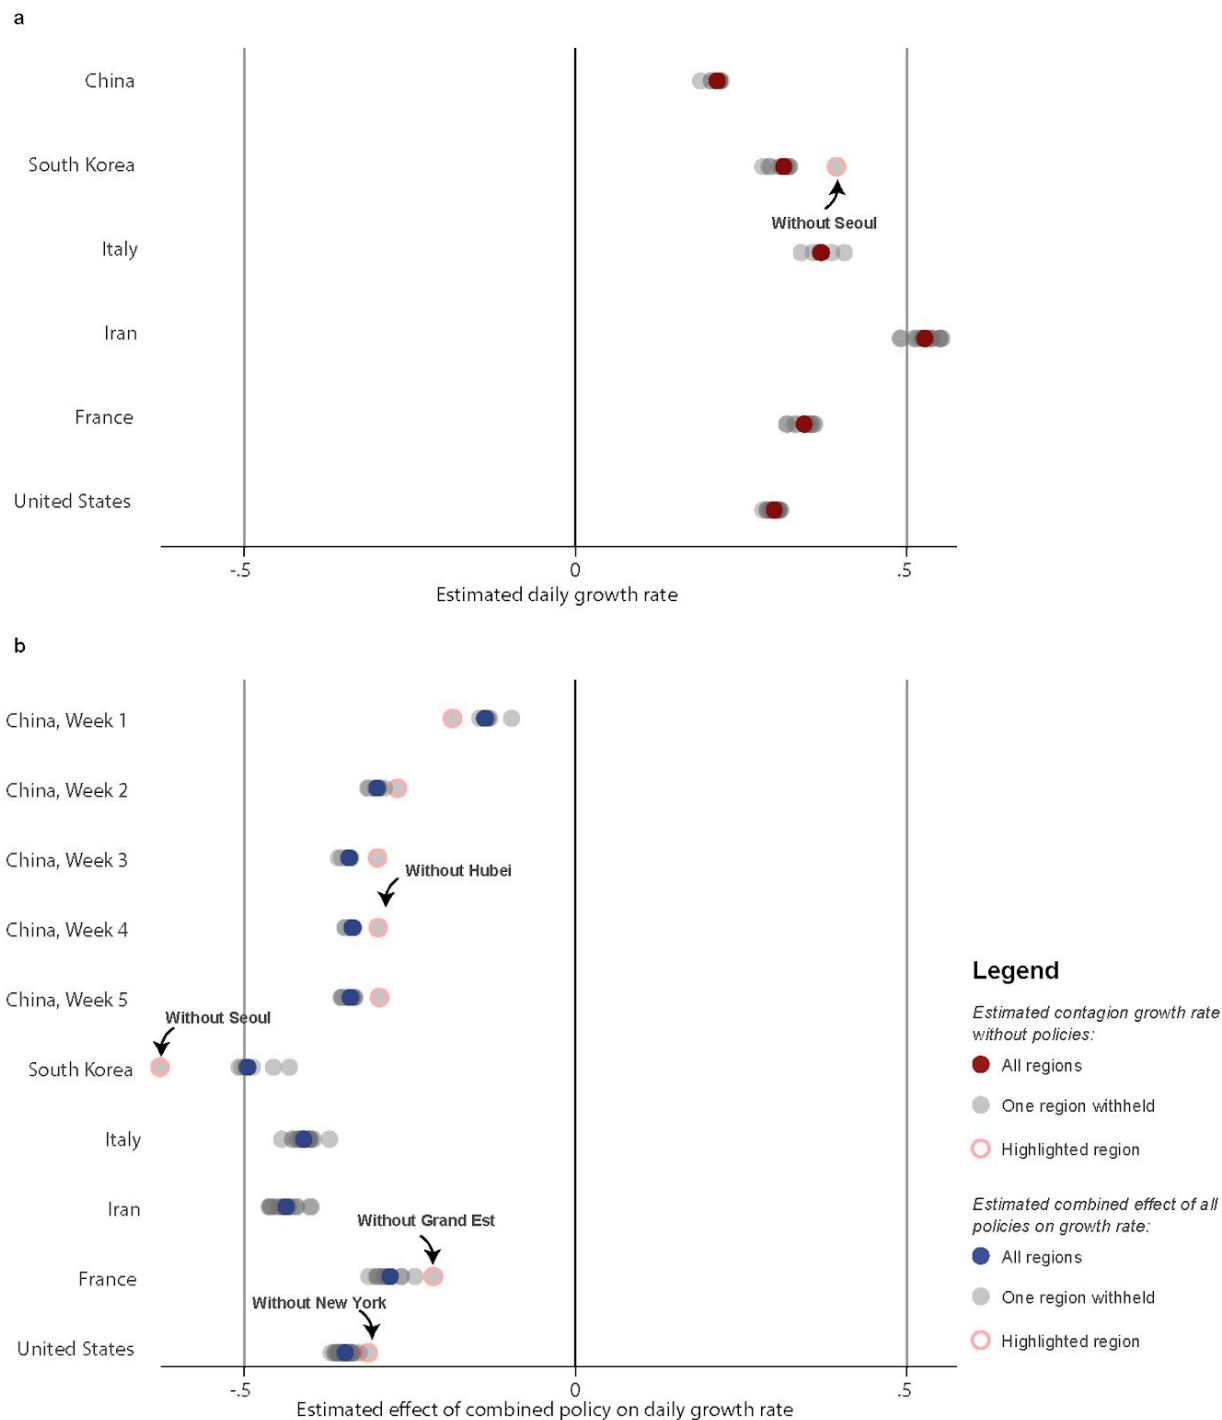 a
China
South Korea
Without Seoul
Italy
Iran
France
United States
-.5 0 .5
Estimated daily growth rate
b
China, Week 1
China, Week 2
China, Week 3
Without Hubei
China, Week 4
China, Week 5
Without Seoul
South Korea
Italy
Iran
Without Grand Est
France
Without New York
United States
-.5 0 .5
Estimated effect of combined policy on daily growth rate
Legend
Estimated contagion growth rate
without policies:
All regions
One region withheld
Highlighted region
Estimated combined effect of all
policies on growth rate:
All regions
One region withheld
Highlighted region